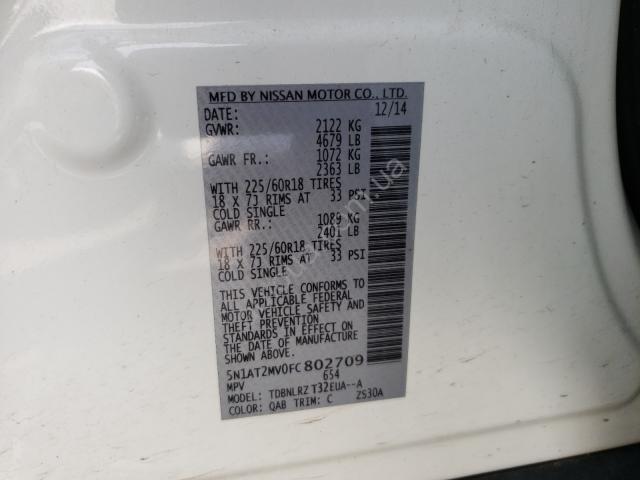 MFD BY NISSAN MOTOR CO., LTD.
DATE: 12/14
GVWR: 2122 KG
4679 LB
GAWR FR.: 1072 KG
2363 LB
WITH 225/60R18 TIRES
18 X 7J RIMS AT 33 PSI
COLD SINGLE
GAWR RR.: 1089 KG
2401 LB
WITH 225/60R18 TIRES
18 X 7J RIMS AT 33 PSI
COLD SINGLE
THIS VEHICLE CONFORMS TO
ALL APPLICABLE FEDERAL
MOTOR VEHICLE SAFETY AND
THEFT PREVENTION
STANDARDS IN EFFECT ON
THE DATE OF MANUFACTURE
SHOWN ABOVE.
5N1AT2MV0FC802709
MPV 654
MODEL: TDBNLRZ T32EUA--A
COLOR: QAB TRIM: C ZS30A